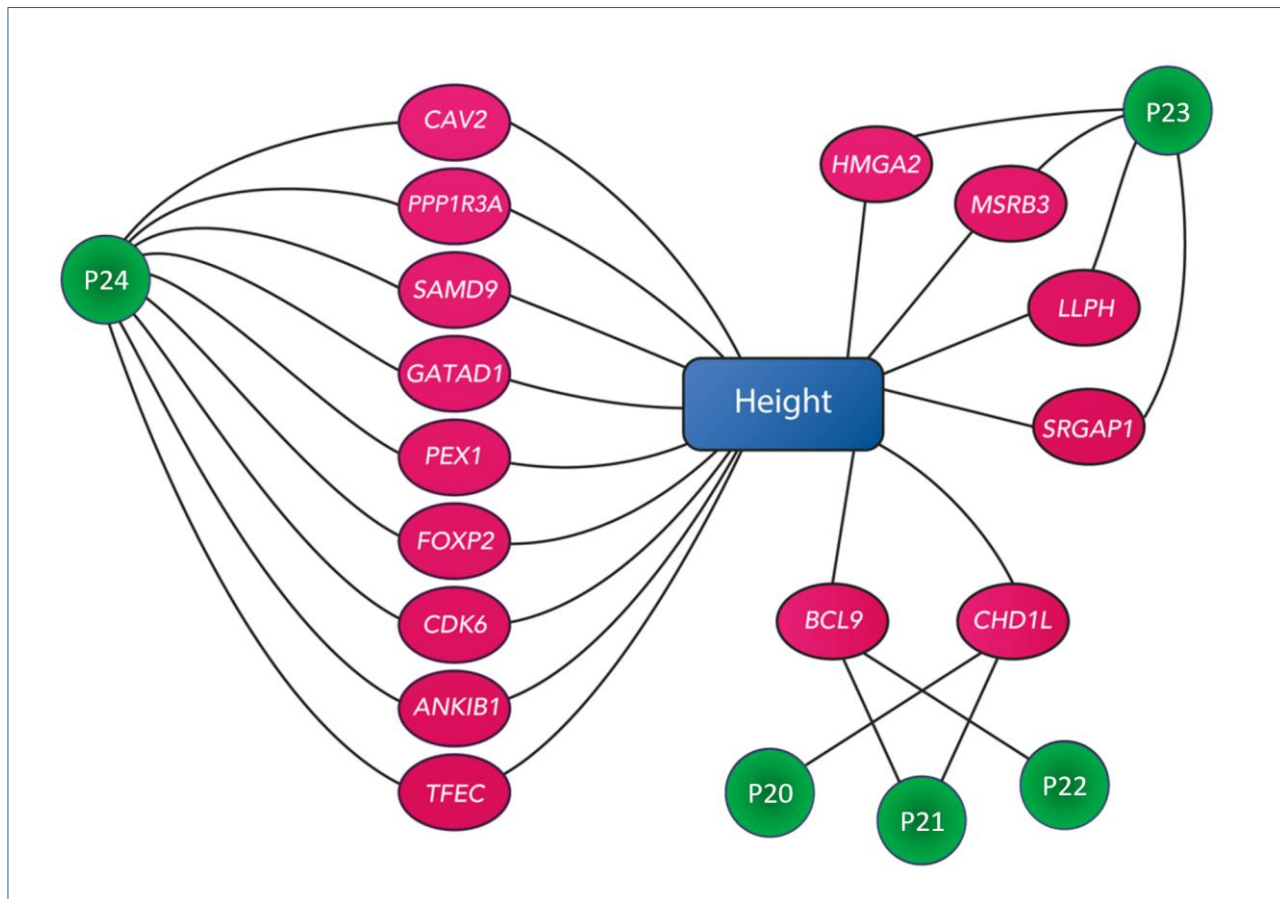 P24
CAV2
PPP1R3A
SAMD9
GATAD1
PEX1
FOXP2
CDK6
ANKIB1
TFEC
Height
P23
HMGA2
MSRB3
LLPH
SRGAP1
BCL9
CHD1L
P20
P21
P22